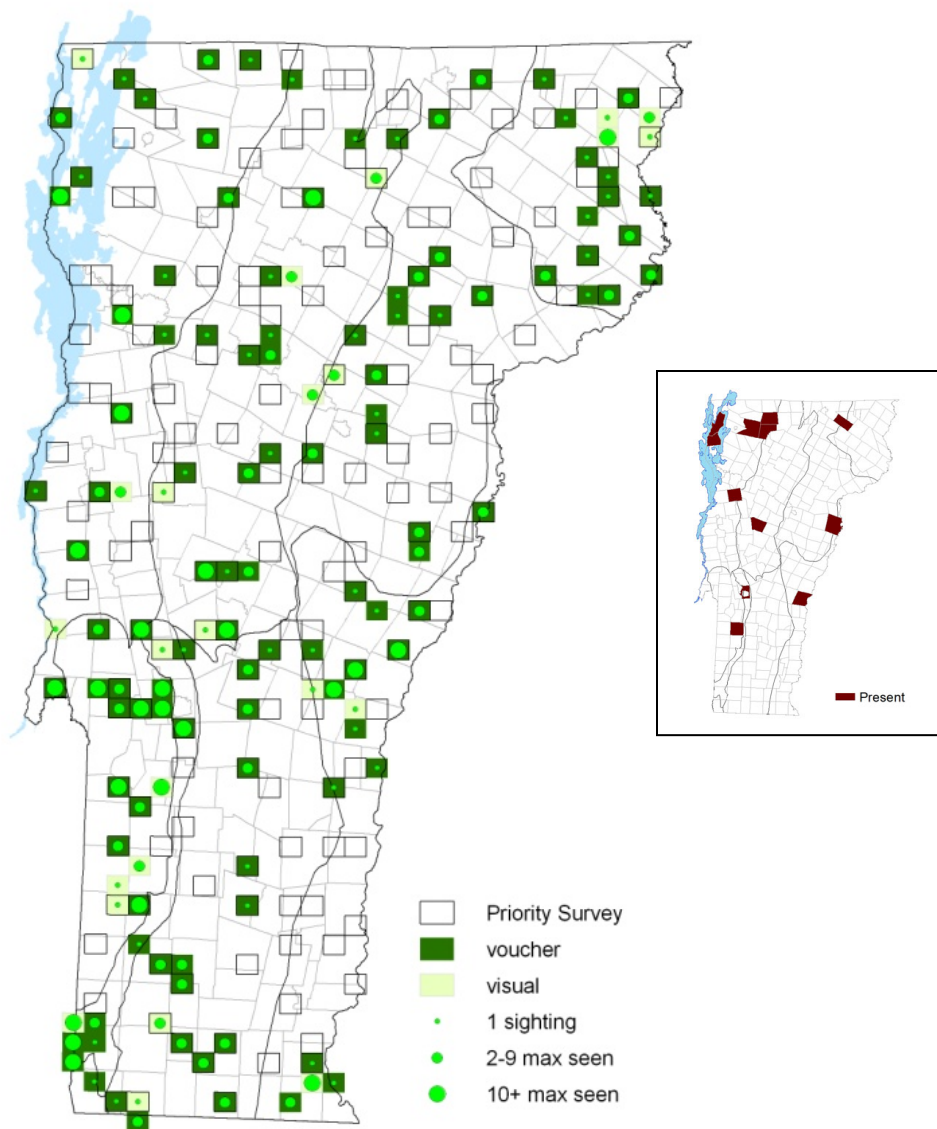 Present
Priority Survey
voucher
visual
1 sighting
2-9 max seen
10+ max seen